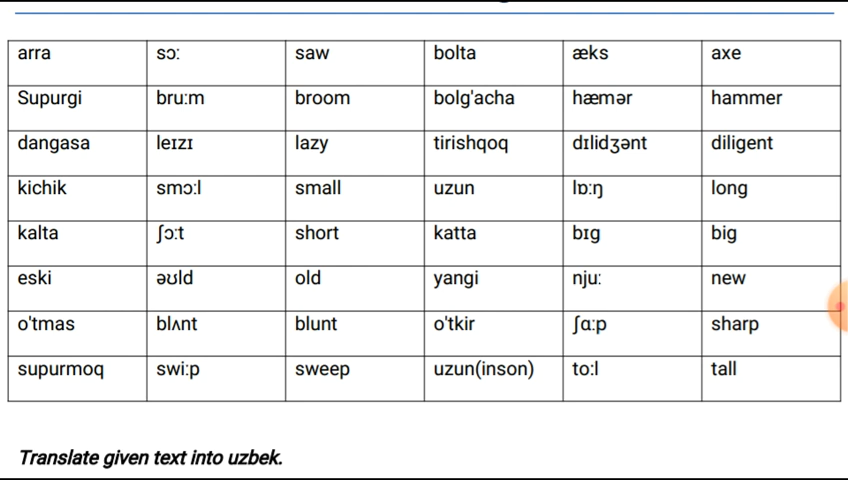 arra sɔ: saw bolta æks axe
Supurgi bru:m broom bolg'acha hæmər hammer
dangasa leɪzɪ lazy tirishqoq dɪlidʒənt diligent
kichik smɔ:l small uzun lɒ:ŋ long
kalta ʃɔ:t short katta bɪg big
eski əʊld old yangi nju: new
o'tmas blʌnt blunt o'tkir ʃɑ:p sharp
supurmoq swi:p sweep uzun(inson) to:l tall
Translate given text into uzbek.